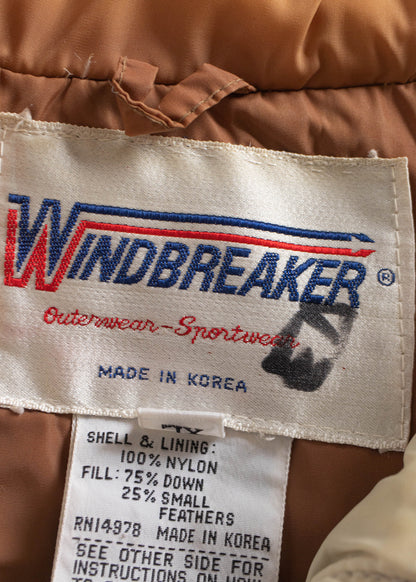 WINDBREAKER ®
Outerwear-Sportswear
MADE IN KOREA
SHELL & LINING:
100% NYLON
FILL: 75% DOWN
25% SMALL
FEATHERS
RN14978 MADE IN KOREA
SEE OTHER SIDE FOR
INSTRUCTIONS ON HOW